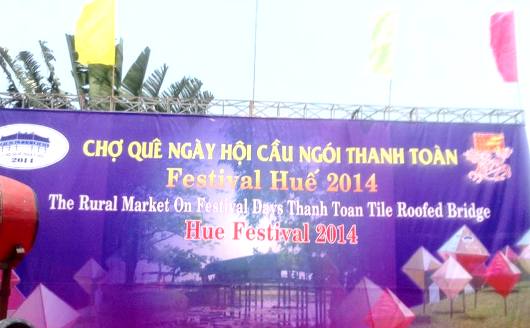 2014
CHỢ QUÊ NGÀY HỘI CẦU NGÓI THANH TOÀN
Festival Huế 2014
The Rural Market On Festival Days Thanh Toan Tile Roofed Bridge
Hue Festival 2014